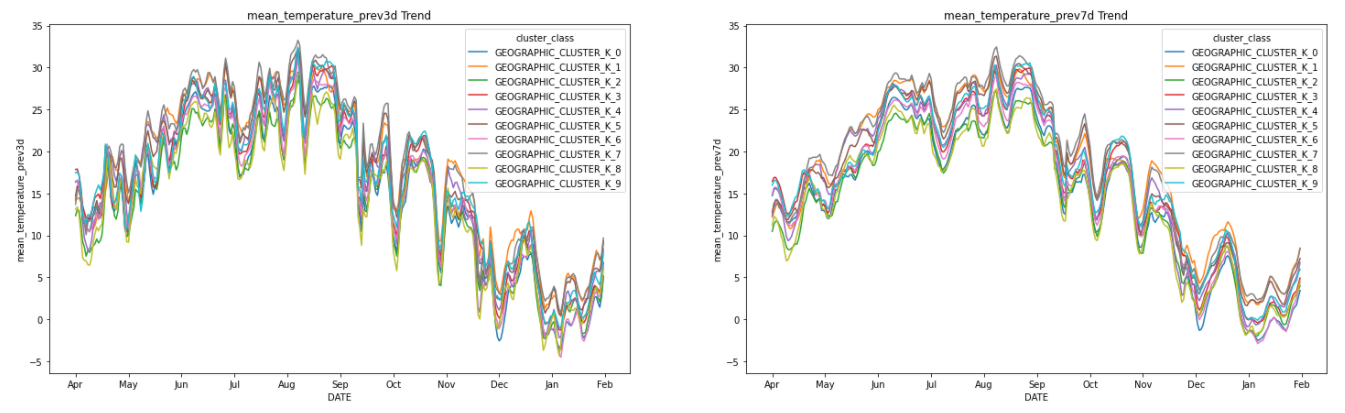 mean_temperature_prev3d Trend
35
30
25
20
15
10
5
0
−5
mean_temperature_prev3d
Apr May Jun Jul Aug Sep Oct Nov Dec Jan Feb
DATE
cluster_class
GEOGRAPHIC_CLUSTER_K_0
GEOGRAPHIC_CLUSTER_K_1
GEOGRAPHIC_CLUSTER_K_2
GEOGRAPHIC_CLUSTER_K_3
GEOGRAPHIC_CLUSTER_K_4
GEOGRAPHIC_CLUSTER_K_5
GEOGRAPHIC_CLUSTER_K_6
GEOGRAPHIC_CLUSTER_K_7
GEOGRAPHIC_CLUSTER_K_8
GEOGRAPHIC_CLUSTER_K_9
mean_temperature_prev7d Trend
35
30
25
20
15
10
5
0
−5
mean_temperature_prev7d
Apr May Jun Jul Aug Sep Oct Nov Dec Jan Feb
DATE
cluster_class
GEOGRAPHIC_CLUSTER_K_0
GEOGRAPHIC_CLUSTER_K_1
GEOGRAPHIC_CLUSTER_K_2
GEOGRAPHIC_CLUSTER_K_3
GEOGRAPHIC_CLUSTER_K_4
GEOGRAPHIC_CLUSTER_K_5
GEOGRAPHIC_CLUSTER_K_6
GEOGRAPHIC_CLUSTER_K_7
GEOGRAPHIC_CLUSTER_K_8
GEOGRAPHIC_CLUSTER_K_9